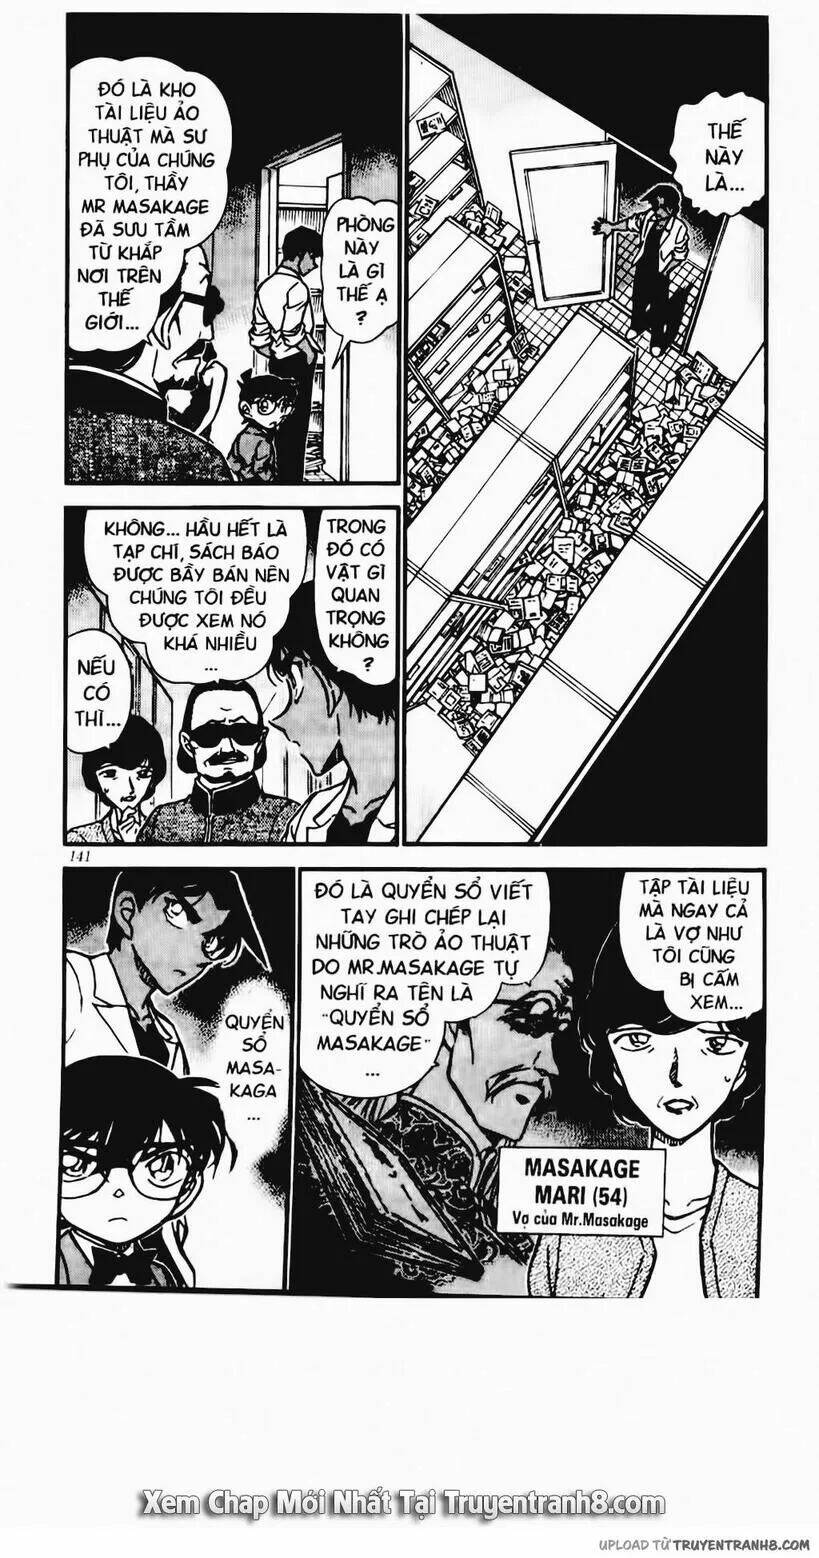 THẾ
NÀY
LÀ...
PHÒNG
NÀY
LÀ GÌ
THẾ Ạ
?
ĐÓ LÀ KHO
TÀI LIỆU ẢO
THUẬT MÀ SƯ
PHỤ CỦA CHÚNG
TÔI, THẦY
MR MASAKAGE
ĐÃ SƯU TẦM
TỪ KHẮP
NƠI TRÊN
THẾ
GIỚI...
TRONG
ĐÓ CÓ
VẬT GÌ
QUAN
TRỌNG
KHÔNG
?
KHÔNG... HẦU HẾT LÀ
TẠP CHÍ, SÁCH BÁO
ĐƯỢC BẦY BÁN NÊN
CHÚNG TÔI ĐỀU
ĐƯỢC XEM NÓ
KHÁ NHIỀU
...
NẾU
CÓ
THÌ...
141
TẬP TÀI LIỆU
MÀ NGAY CẢ
LÀ VỢ NHƯ
TÔI CŨNG
BỊ CẤM
XEM...
ĐÓ LÀ QUYỂN SỔ VIẾT
TAY GHI CHÉP LẠI
NHỮNG TRÒ ẢO THUẬT
DO MR.MASAKAGE TỰ
NGHĨ RA TÊN LÀ
"QUYỂN SỔ
MASAKAGE"
...
MASAKAGE
MARI (54)
Vợ của Mr.Masakage
QUYỂN
SỔ
MASA-
KAGA
...
Xem Chap Mới Nhất Tại Truyentranh8.com
UPLOAD TỪ TRUYENTRANH8.COM